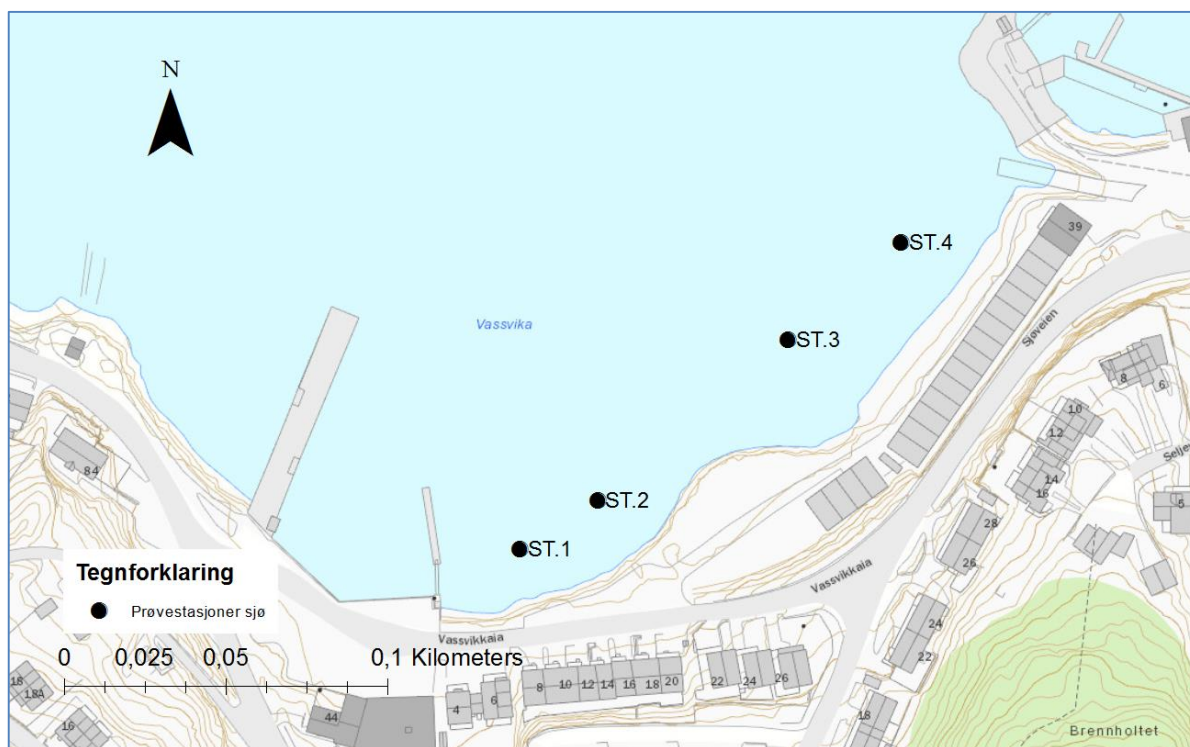 N
ST.4
39
Vassvika
ST.3
Sjøveien
8
6
10
12
84
14
16
5
ST.2
28
ST.1
26
Vassvikkaia
Tegnforklaring
Prøvestasjoner sjø
24
22
Vassvikkaia
0 0,025 0,05 0,1 Kilometers
8 10 12 14 16 18 20
22 24 26
18
18A
4
6
44
16
18
Brennholtet